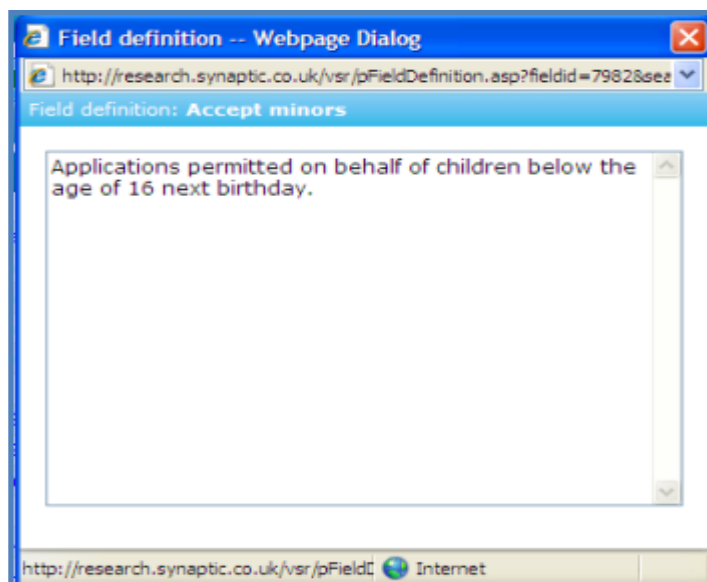 Field definition -- Webpage Dialog
http://research.synaptic.co.uk/vsr/pFieldDefinition.asp?fieldid=7982&sea
Field definition: Accept minors
Applications permitted on behalf of children below the
age of 16 next birthday.
http://research.synaptic.co.uk/vsr/pFieldD Internet